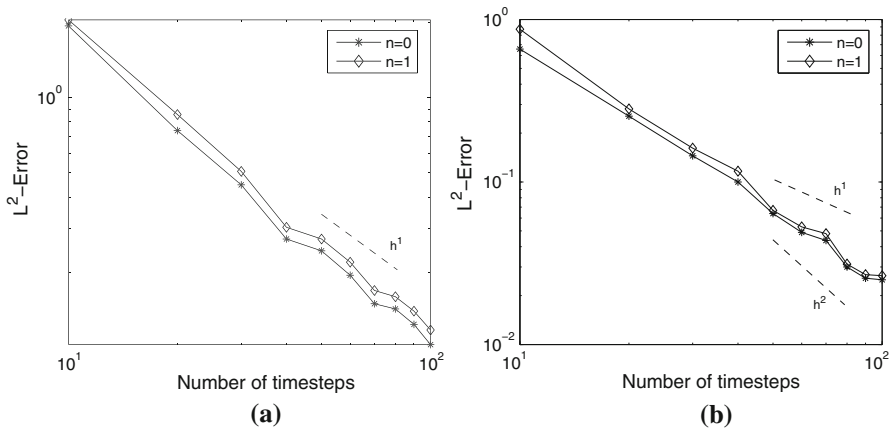 n=0
n=1
10^0
L^2-Error
h^1
10^1
10^2
Number of timesteps
(a)
10^0
n=0
n=1
10^-1
L^2-Error
h^1
h^2
10^-2
10^1
10^2
Number of timesteps
(b)